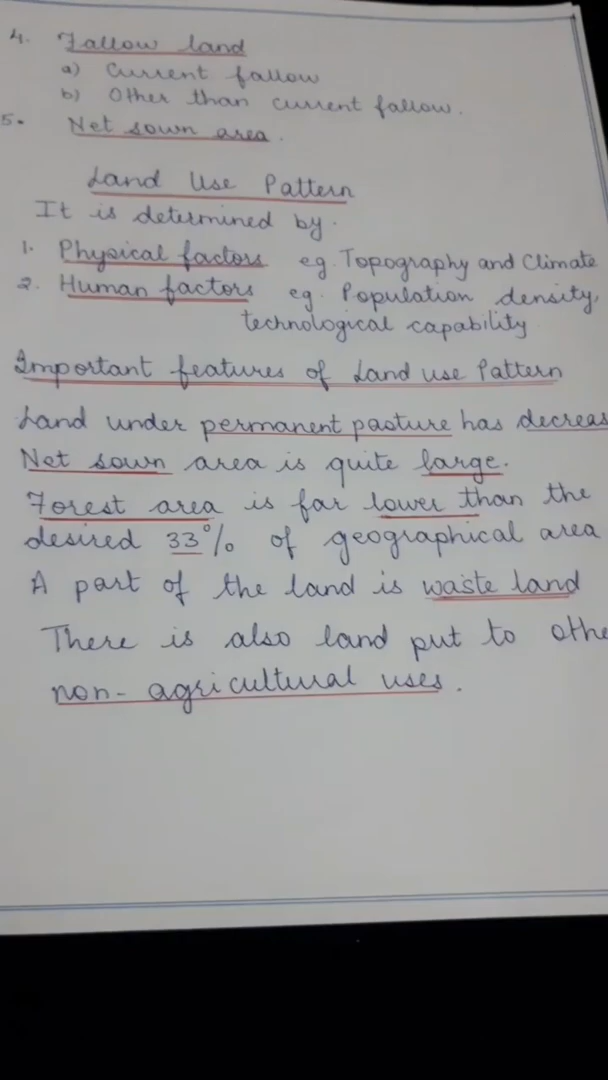 4. Fallow land
a) Current fallow
b) Other than current fallow.
5. Net sown area.
Land Use Pattern
It is determined by.
1. Physical factors eg. Topography and Climate
2. Human factors eg. Population density,
technological capability
Important features of Land use Pattern
Land under permanent pasture has decreas
Net sown area is quite large.
Forest area is far lower than the
desired 33% of geographical area
A part of the land is waste land
There is also land put to othe
non-agricultural uses.